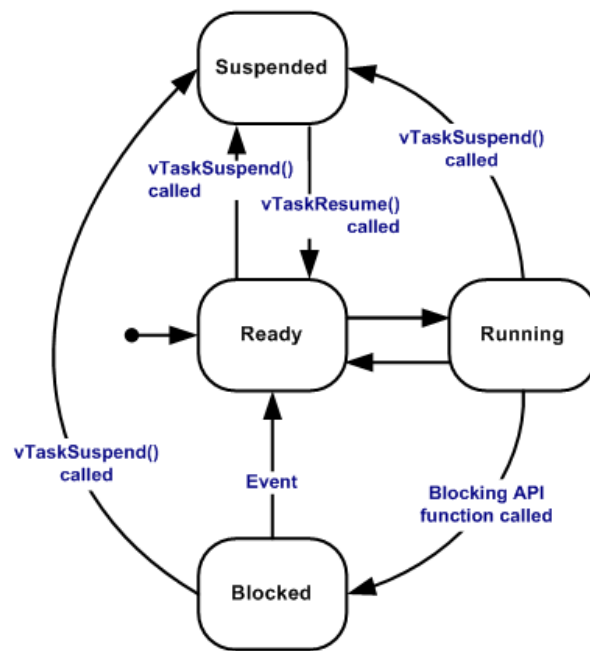 Suspended
vTaskSuspend()
called
vTaskSuspend()
called
vTaskResume()
called
Ready
Running
vTaskSuspend()
called
Event
Blocking API
function called
Blocked